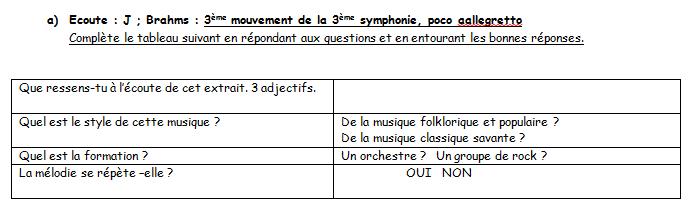 a) Ecoute : J ; Brahms : 3ème mouvement de la 3ème symphonie, poco aallegretto
Complète le tableau suivant en répondant aux questions et en entourant les bonnes réponses.
Que ressens-tu à l'écoute de cet extrait. 3 adjectifs.
Quel est le style de cette musique ?
De la musique folklorique et populaire ?
De la musique classique savante ?
Quel est la formation ?
Un orchestre ? Un groupe de rock ?
La mélodie se répète -elle ?
OUI NON